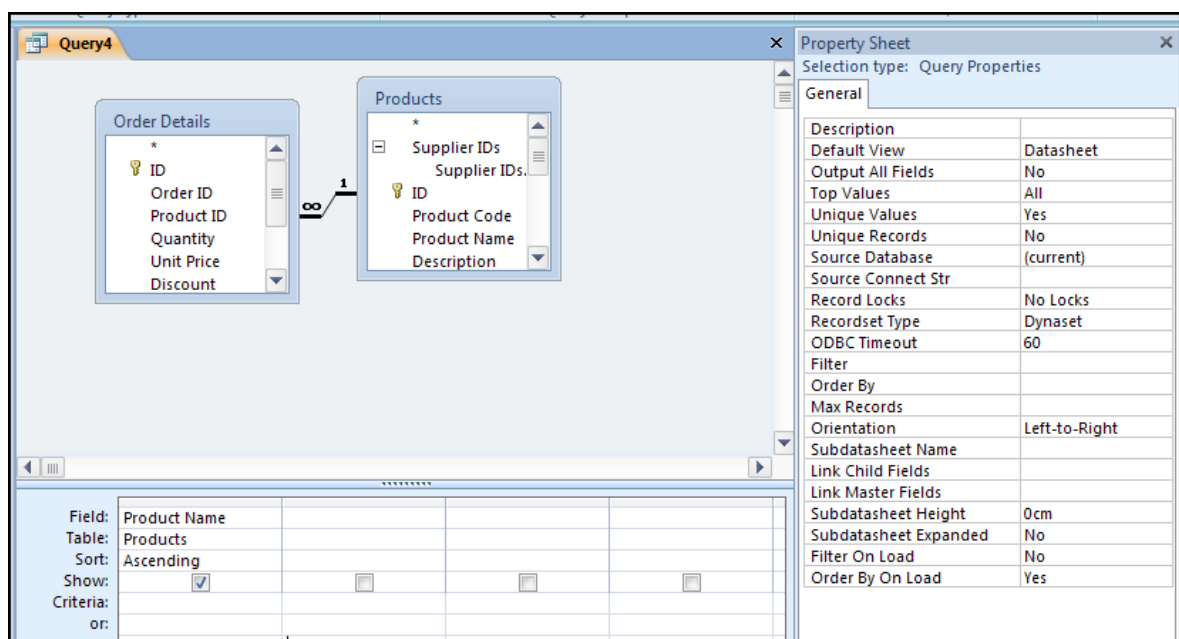 Query4
Order Details
*
ID
Order ID
Product ID
Quantity
Unit Price
Discount
∞
1
Products
*
Supplier IDs
Supplier IDs.
ID
Product Code
Product Name
Description
Field: Product Name
Table: Products
Sort: Ascending
Show:
Criteria:
or:
Property Sheet
Selection type: Query Properties
General
Description
Default View Datasheet
Output All Fields No
Top Values All
Unique Values Yes
Unique Records No
Source Database (current)
Source Connect Str
Record Locks No Locks
Recordset Type Dynaset
ODBC Timeout 60
Filter
Order By
Max Records
Orientation Left-to-Right
Subdatasheet Name
Link Child Fields
Link Master Fields
Subdatasheet Height 0cm
Subdatasheet Expanded No
Filter On Load No
Order By On Load Yes